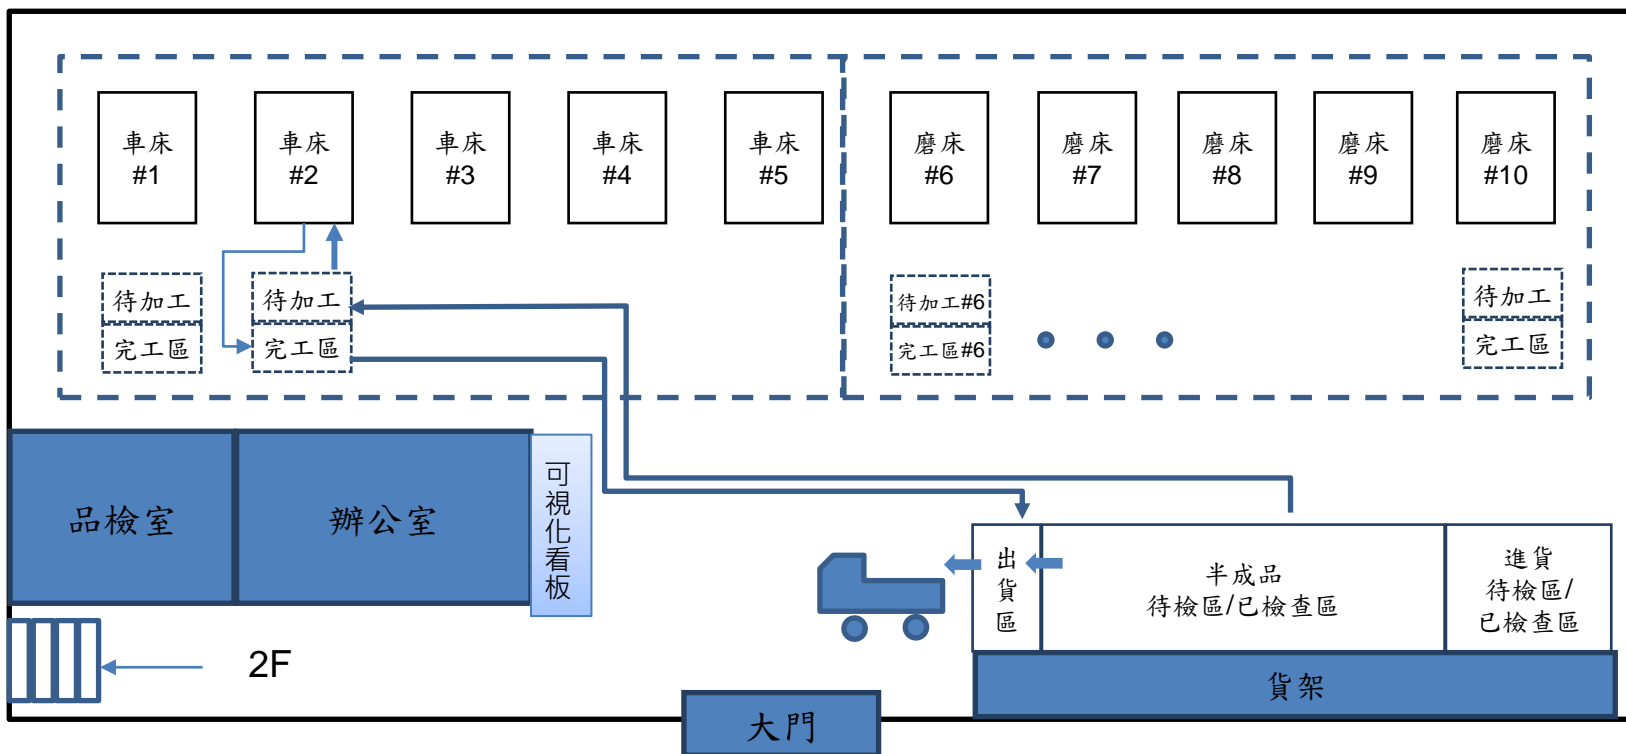 車床
#1
車床
#2
車床
#3
車床
#4
車床
#5
磨床
#6
磨床
#7
磨床
#8
磨床
#9
磨床
#10
待加工
完工區
待加工
完工區
待加工#6
完工區#6
待加工
完工區
品檢室
辦公室
可視化看板
出貨區
半成品
待檢區/已檢查區
進貨
待檢區/
已檢查區
2F
貨架
大門